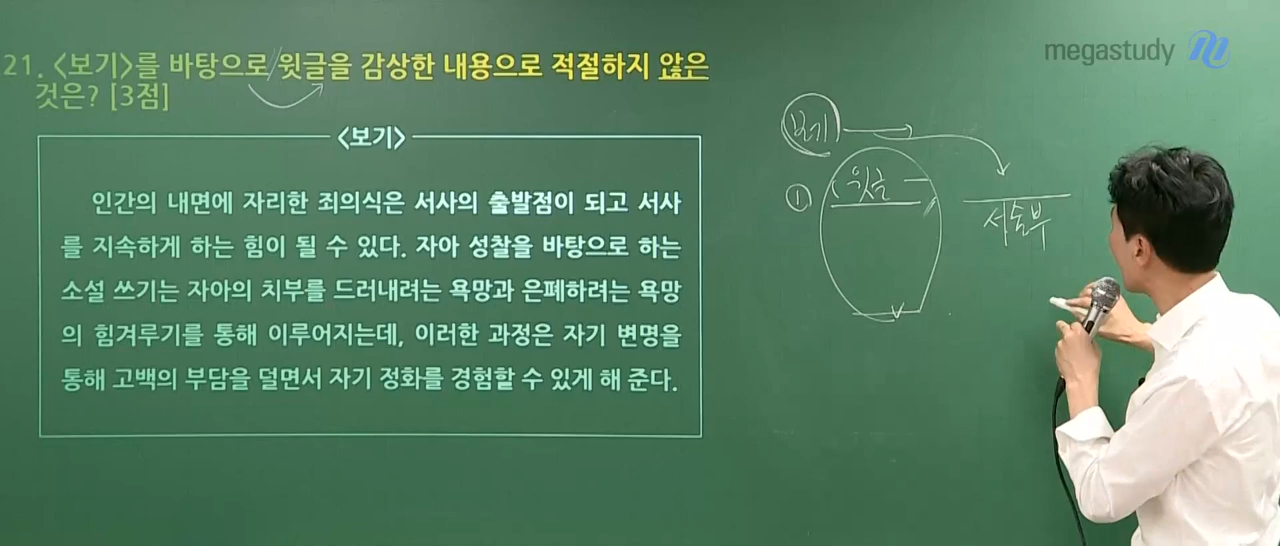 21. <보기>를 바탕으로 윗글을 감상한 내용으로 적절하지 않은
것은? [3점]
<보기>
인간의 내면에 자리한 죄의식은 서사의 출발점이 되고 서사
를 지속하게 하는 힘이 될 수 있다. 자아 성찰을 바탕으로 하는
소설 쓰기는 자아의 치부를 드러내려는 욕망과 은폐하려는 욕망
의 힘겨루기를 통해 이루어지는데, 이러한 과정은 자기 변명을
통해 고백의 부담을 덜면서 자기 정화를 경험할 수 있게 해 준다.
megastudy
보기
① 윗글
서술부